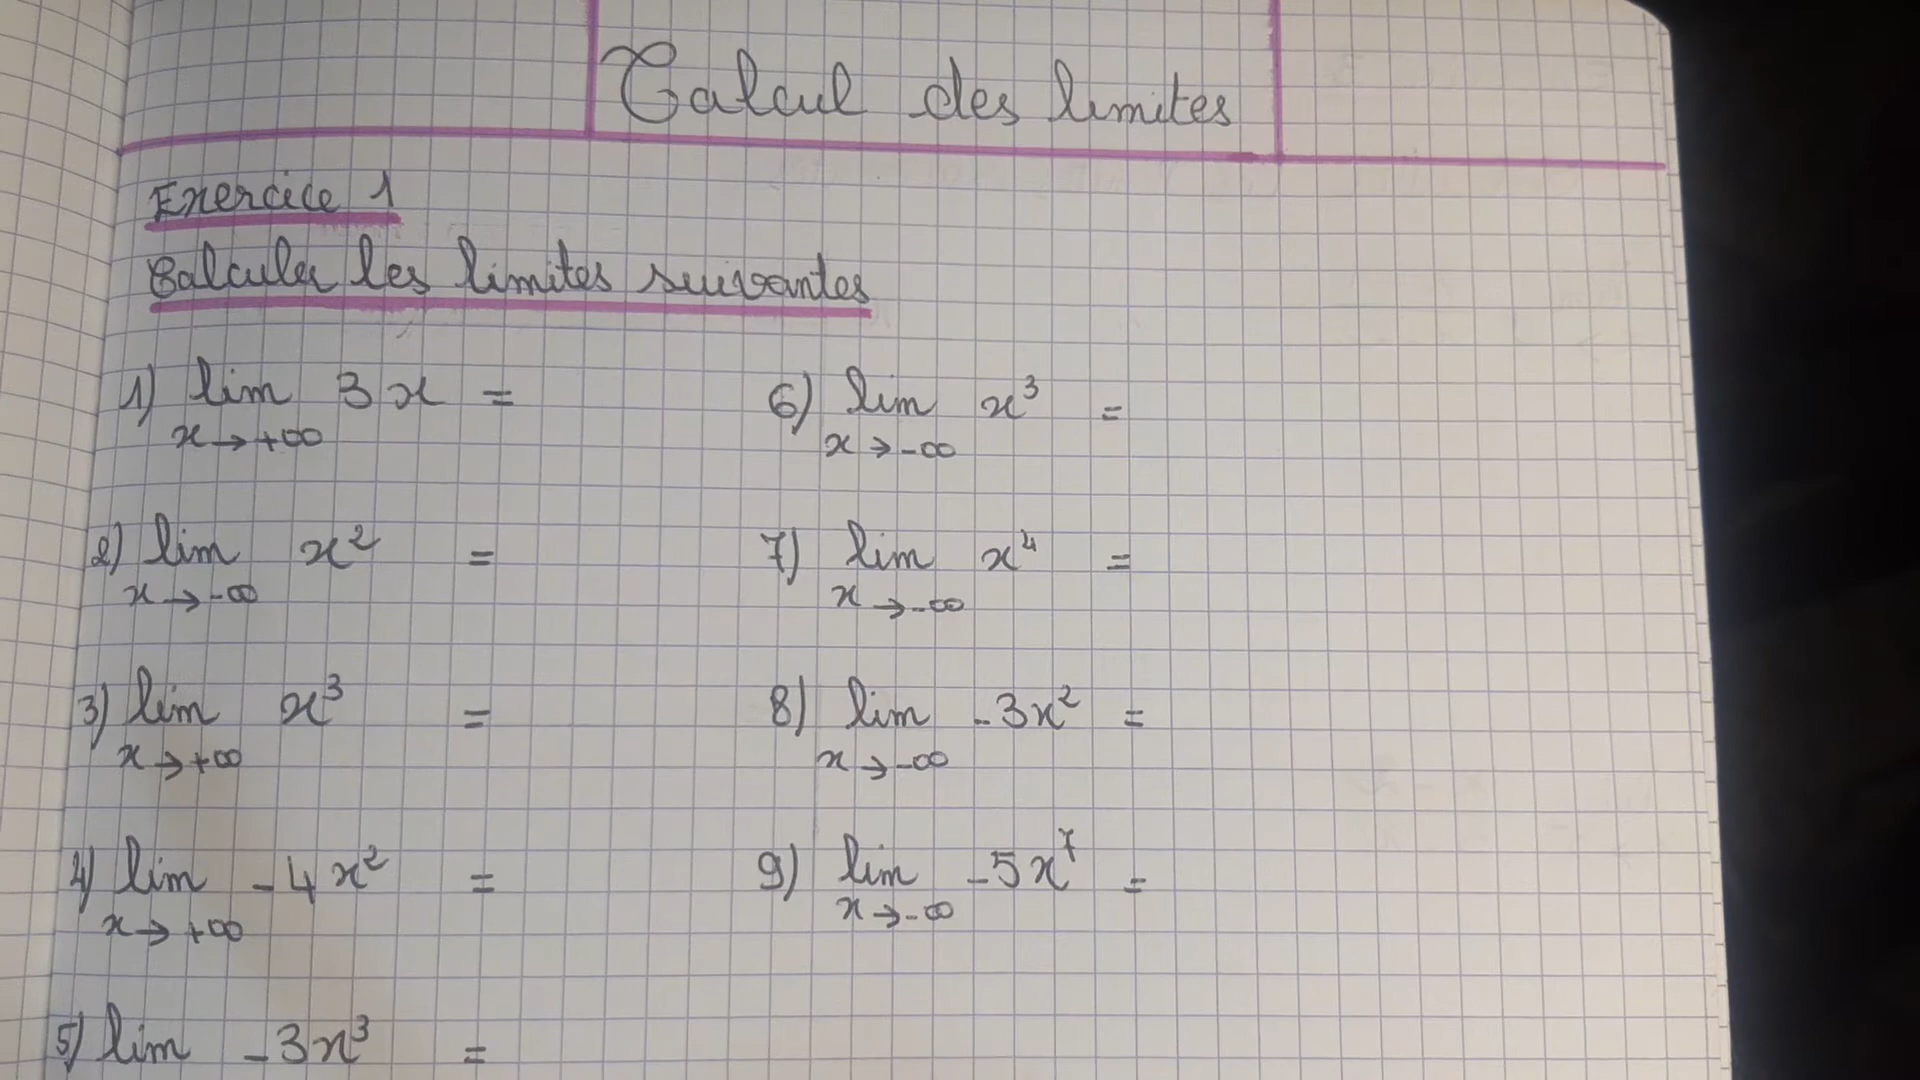 Calcul des limites
Exercice 1
Calculer les limites suivantes
1) lim 3x =
x → +∞
2) lim x² =
x → -∞
3) lim x³ =
x → +∞
4) lim -4x² =
x → +∞
5) lim -3x³ =
6) lim x³ =
x → -∞
7) lim x⁴ =
x → -∞
8) lim -3x² =
x → -∞
9) lim -5x⁷ =
x → -∞